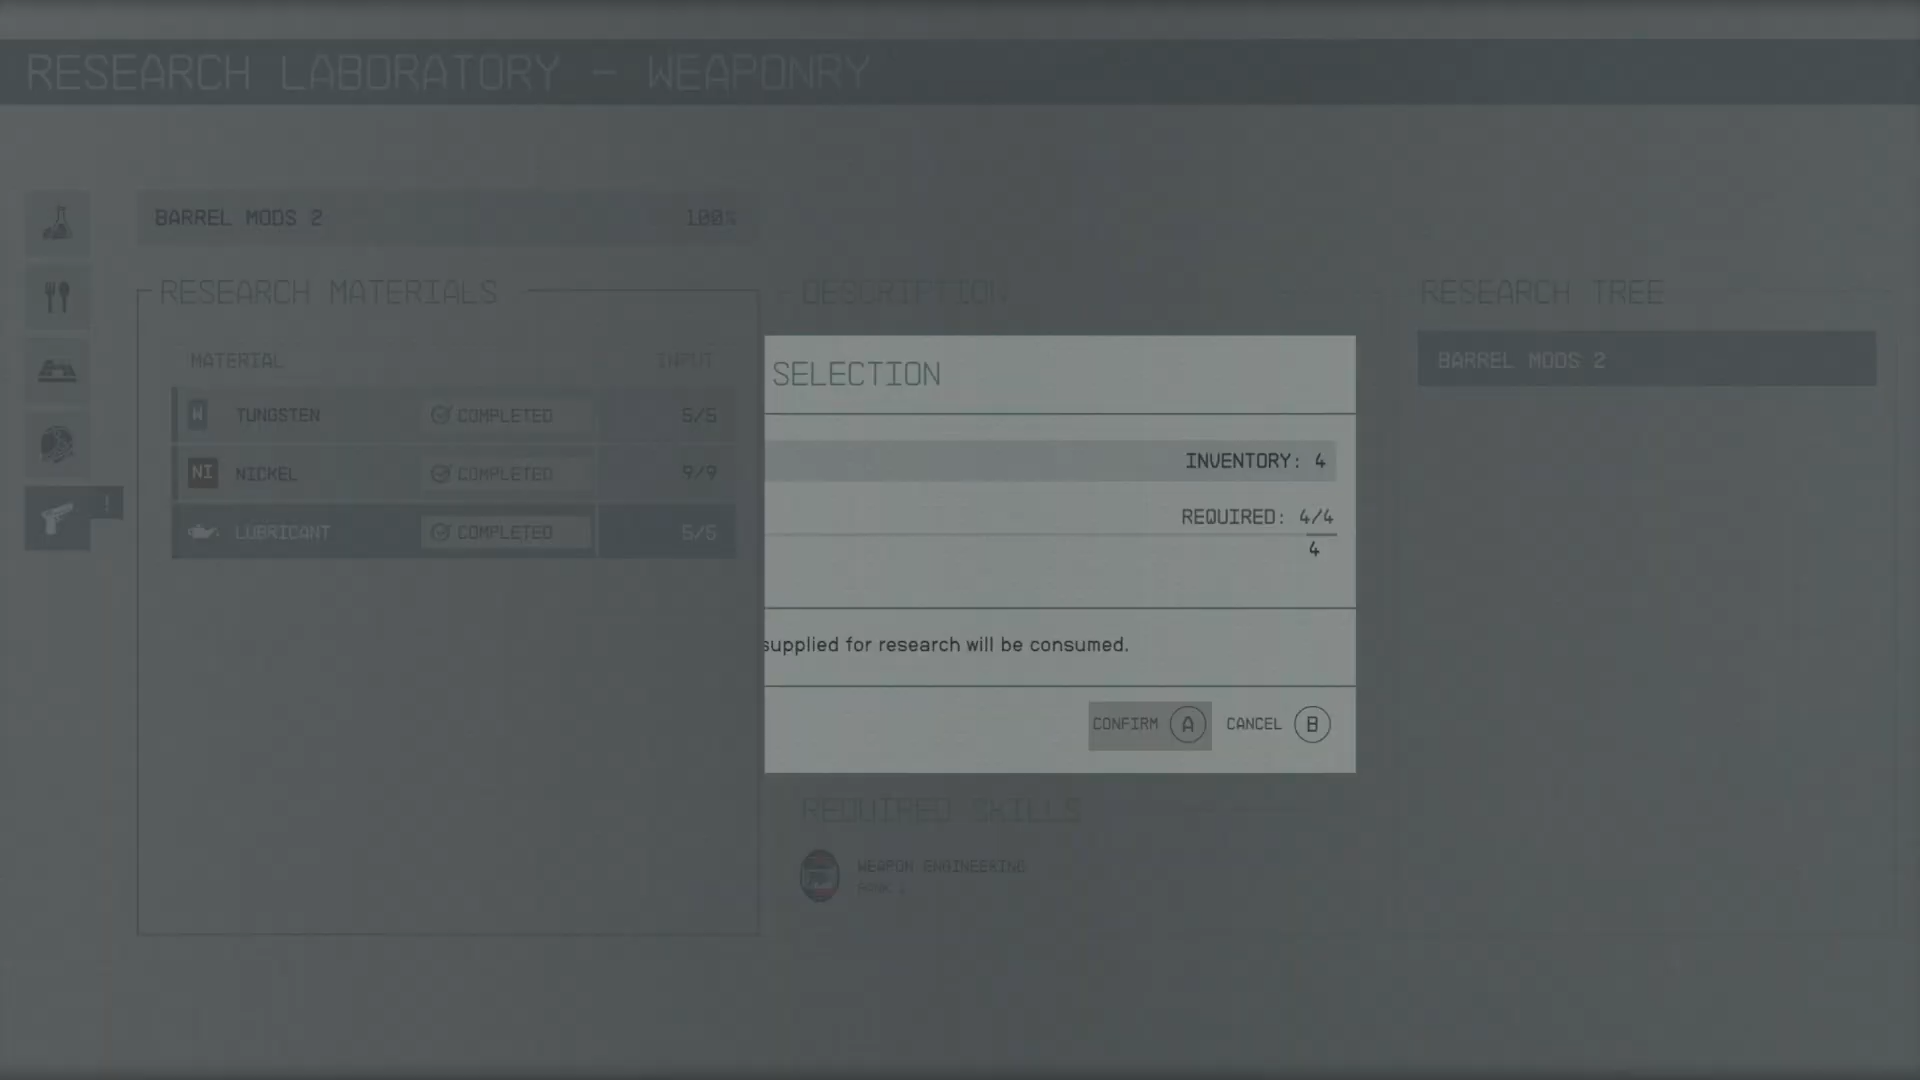 RESEARCH LABORATORY - WEAPONRY
BARREL MODS 2 100%
RESEARCH MATERIALS
MATERIAL INPUT
W TUNGSTEN COMPLETED 5/5
NI NICKEL COMPLETED 9/9
LUBRICANT COMPLETED 5/5
!
DESCRIPTION
SELECTION
INVENTORY: 4
REQUIRED: 4/4
4
supplied for research will be consumed.
CONFIRM A CANCEL B
REQUIRED SKILLS
WEAPON ENGINEERING
RANK
RESEARCH TREE
BARREL MODS 2